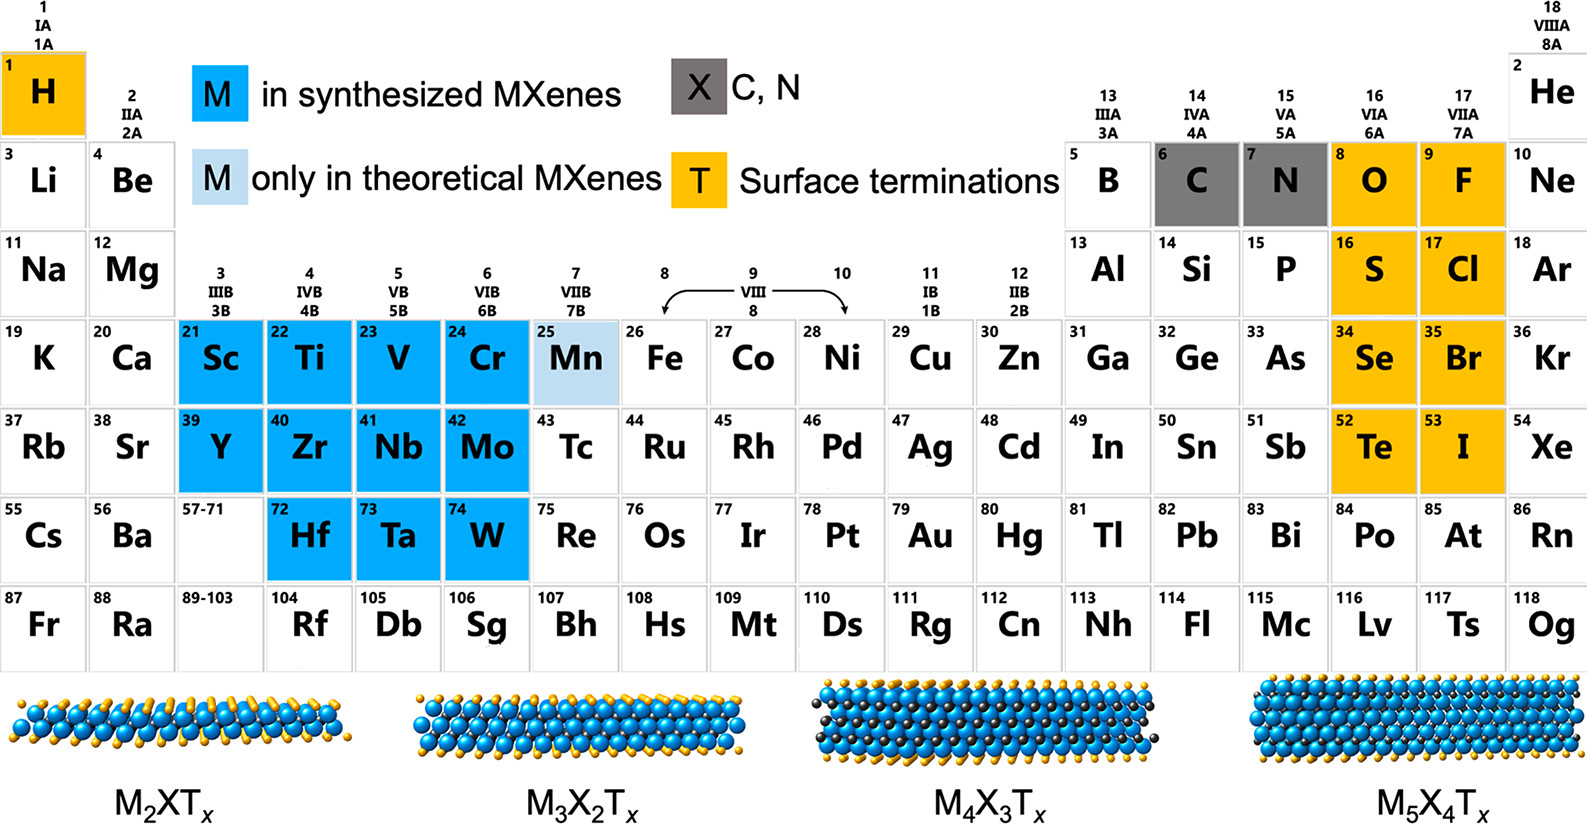 1
IA
1A
18
VIIIA
8A
1
H
2
IIA
2A
M in synthesized MXenes
X C, N
13
IIIA
3A
14
IVA
4A
15
VA
5A
16
VIA
6A
17
VIIA
7A
2
He
3
Li
4
Be
M only in theoretical MXenes
T Surface terminations
5
B
6
C
7
N
8
O
9
F
10
Ne
11
Na
12
Mg
3
IIIB
3B
4
IVB
4B
5
VB
5B
6
VIB
6B
7
VIIB
7B
8
9
VIII
8
10
11
IB
1B
12
IIB
2B
13
Al
14
Si
15
P
16
S
17
Cl
18
Ar
19
K
20
Ca
21
Sc
22
Ti
23
V
24
Cr
25
Mn
26
Fe
27
Co
28
Ni
29
Cu
30
Zn
31
Ga
32
Ge
33
As
34
Se
35
Br
36
Kr
37
Rb
38
Sr
39
Y
40
Zr
41
Nb
42
Mo
43
Tc
44
Ru
45
Rh
46
Pd
47
Ag
48
Cd
49
In
50
Sn
51
Sb
52
Te
53
I
54
Xe
55
Cs
56
Ba
57-71
72
Hf
73
Ta
74
W
75
Re
76
Os
77
Ir
78
Pt
79
Au
80
Hg
81
Tl
82
Pb
83
Bi
84
Po
85
At
86
Rn
87
Fr
88
Ra
89-103
104
Rf
105
Db
106
Sg
107
Bh
108
Hs
109
Mt
110
Ds
111
Rg
112
Cn
113
Nh
114
Fl
115
Mc
116
Lv
117
Ts
118
Og
M₂XTₓ
M₃X₂Tₓ
M₄X₃Tₓ
M₅X₄Tₓ